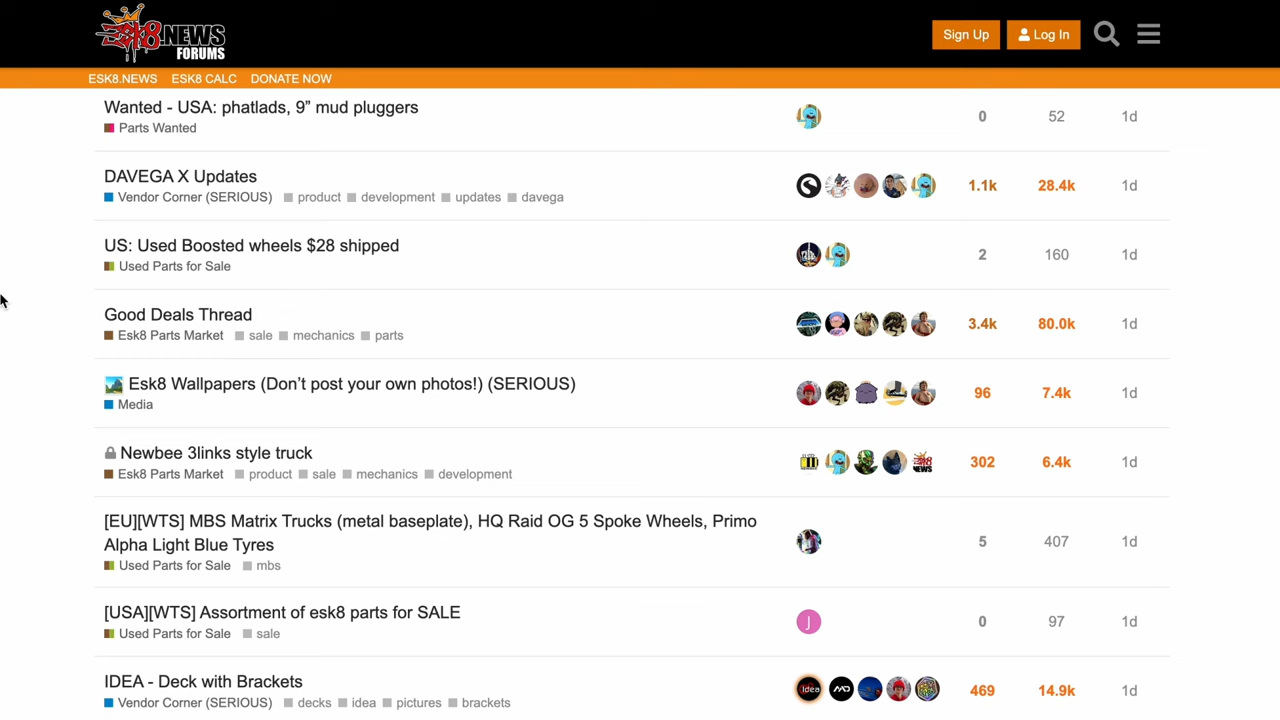 ESK8.NEWS
FORUMS
Sign Up
Log In
ESK8.NEWS ESK8 CALC DONATE NOW
Wanted - USA: phatlads, 9” mud pluggers
0 52 1d
Parts Wanted
DAVEGA X Updates
1.1k 28.4k 1d
Vendor Corner (SERIOUS) product development updates davega
US: Used Boosted wheels $28 shipped
2 160 1d
Used Parts for Sale
Good Deals Thread
3.4k 80.0k 1d
Esk8 Parts Market sale mechanics parts
Esk8 Wallpapers (Don’t post your own photos!) (SERIOUS)
96 7.4k 1d
Media
Newbee 3links style truck
302 6.4k 1d
Esk8 Parts Market product sale mechanics development
[EU][WTS] MBS Matrix Trucks (metal baseplate), HQ Raid OG 5 Spoke Wheels, Primo
Alpha Light Blue Tyres
5 407 1d
Used Parts for Sale mbs
[USA][WTS] Assortment of esk8 parts for SALE
J 0 97 1d
Used Parts for Sale sale
IDEA - Deck with Brackets
Idea 469 14.9k 1d
Vendor Corner (SERIOUS) decks idea pictures brackets